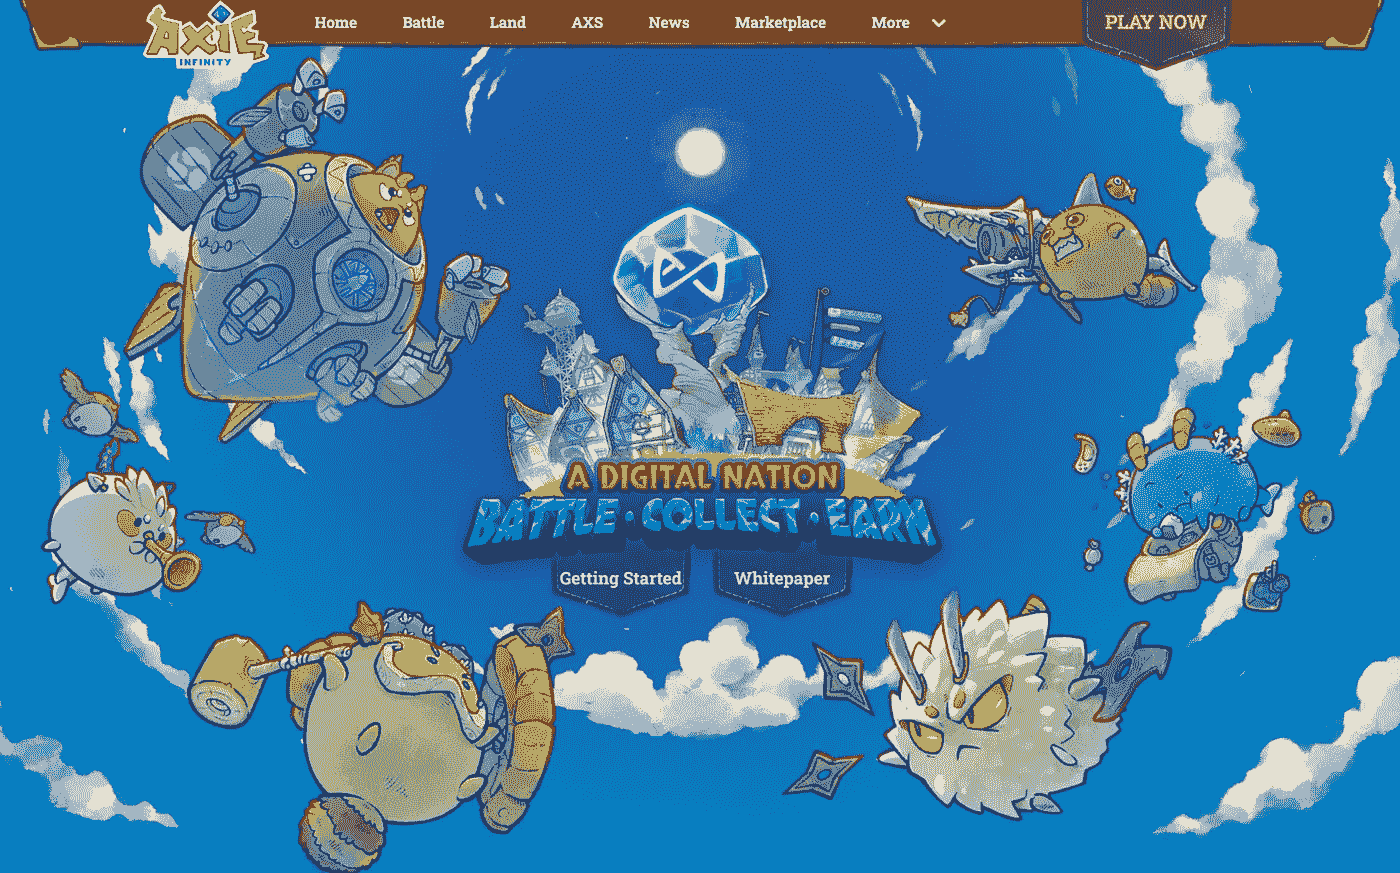 AXIE
INFINITY
Home
Battle
Land
AXS
News
Marketplace
More
PLAY NOW
A DIGITAL NATION
BATTLE · COLLECT · EARN
Getting Started
Whitepaper